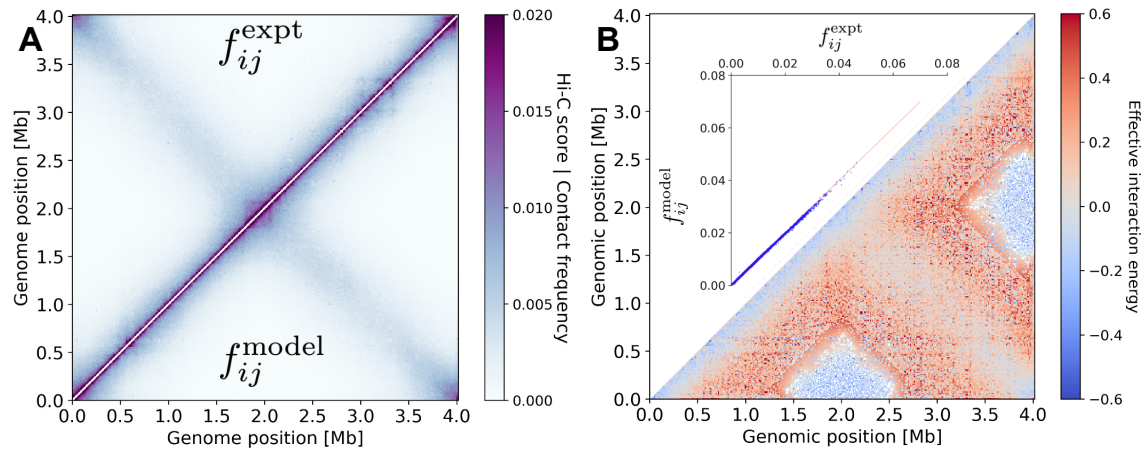 A
f_{ij}^{expt}
f_{ij}^{model}
4.0
3.5
3.0
2.5
2.0
1.5
1.0
0.5
0.0
Genome position [Mb]
0.0 0.5 1.0 1.5 2.0 2.5 3.0 3.5 4.0
Genome position [Mb]
0.020
0.015
0.010
0.005
0.000
Hi-C score | Contact frequency
B
f_{ij}^{expt}
0.00 0.02 0.04 0.06 0.08
0.08
0.06
0.04
0.02
0.00
f_{ij}^{model}
4.0
3.5
3.0
2.5
2.0
1.5
1.0
0.5
0.0
Genomic position [Mb]
0.0 0.5 1.0 1.5 2.0 2.5 3.0 3.5 4.0
Genomic position [Mb]
0.6
0.4
0.2
0.0
−0.2
−0.4
−0.6
Effective interaction energy